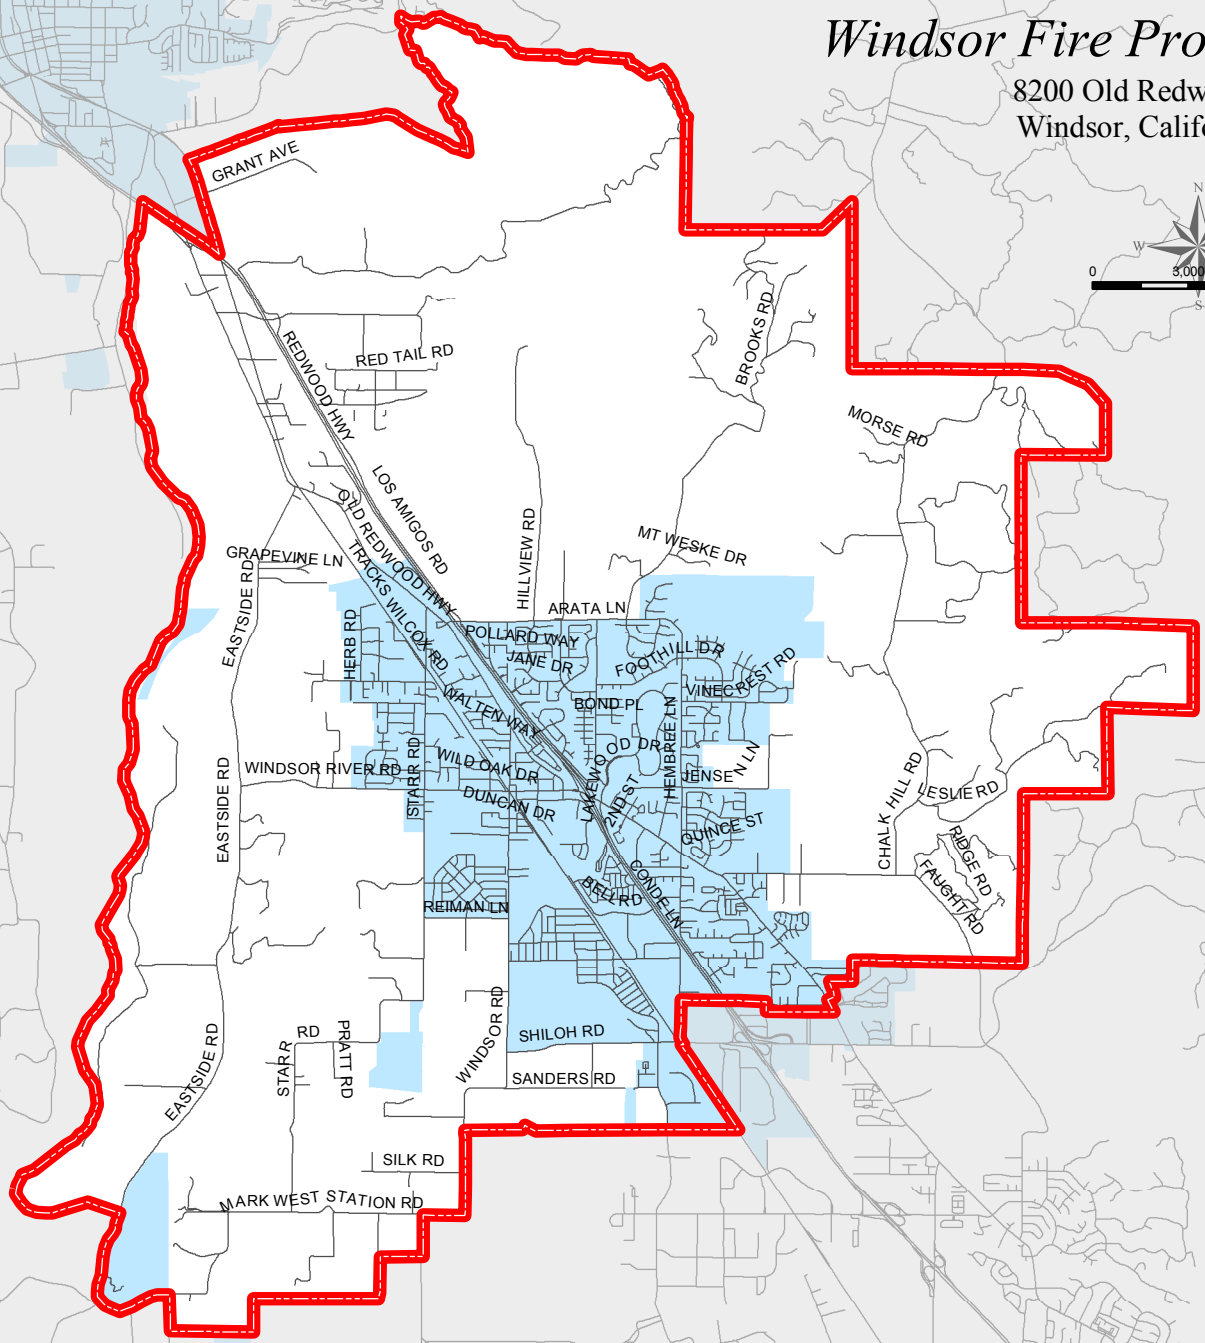 Windsor Fire Pro
8200 Old Redw
Windsor, Califo
N
W
S
0 3,000
GRANT AVE
REDWOOD HWY
RED TAIL RD
BROOKS RD
MORSE RD
LOS AMIGOS RD
OLD REDWOOD HWY
TRACKS WILCOX RD
HILLVIEW RD
MT WESKE DR
GRAPEVINE LN
EASTSIDE RD
HERB RD
ARATA LN
POLLARD WAY
JANE DR
FOOTHILL DR
VINECREST RD
WALTEN WAY
BOND PL
HEMBREE LN
LAKEWOOD DR
2ND ST
JENSEN LN
WINDSOR RIVER RD
EASTSIDE RD
STARR RD
WILD OAK DR
DUNCAN DR
QUINCE ST
CHALK HILL RD
LESLIE RD
RIDGE RD
FAUGHT RD
BELL RD
CONDE LN
REIMAN LN
WINDSOR RD
SHILOH RD
SANDERS RD
EASTSIDE RD
STARR RD
PRATT RD
SILK RD
MARK WEST STATION RD